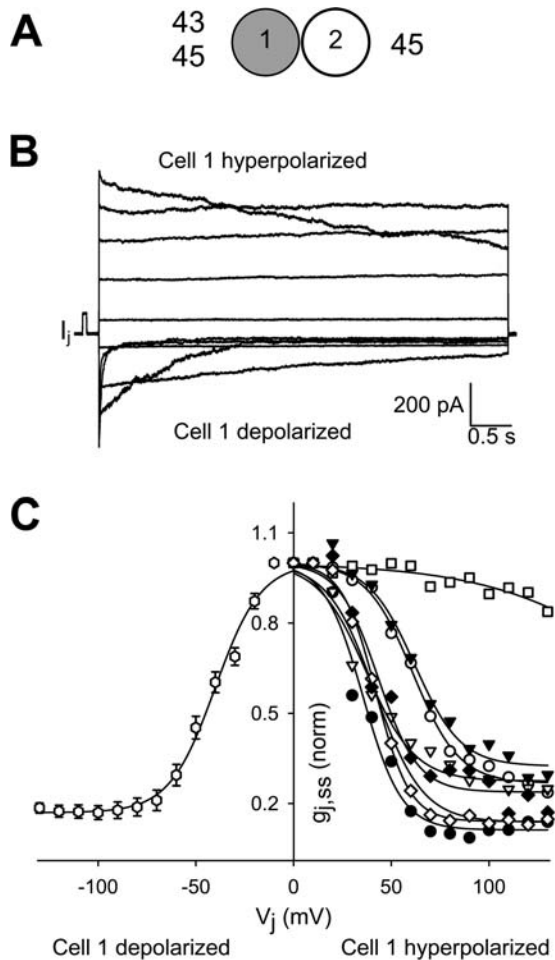 A
43
45
1
2
45
B
Cell 1 hyperpolarized
Ij
200 pA
0.5 s
Cell 1 depolarized
C
1.1
0.8
0.5
0.2
gj,ss (norm)
-100
-50
0
50
100
Vj (mV)
Cell 1 depolarized
Cell 1 hyperpolarized